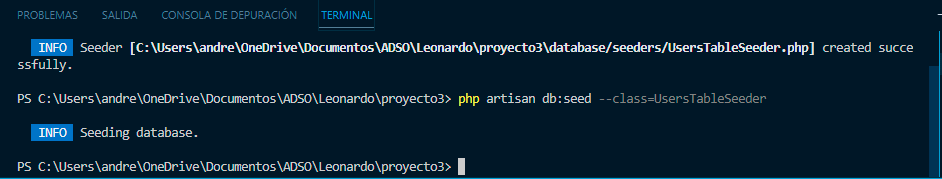 PROBLEMAS SALIDA CONSOLA DE DEPURACIÓN TERMINAL
INFO Seeder [C:\Users\andre\OneDrive\Documentos\ADSO\Leonardo\proyecto3\database/seeders/UsersTableSeeder.php] created succe
ssfully.
PS C:\Users\andre\OneDrive\Documentos\ADSO\Leonardo\proyecto3> php artisan db:seed --class=UsersTableSeeder
INFO Seeding database.
PS C:\Users\andre\OneDrive\Documentos\ADSO\Leonardo\proyecto3>